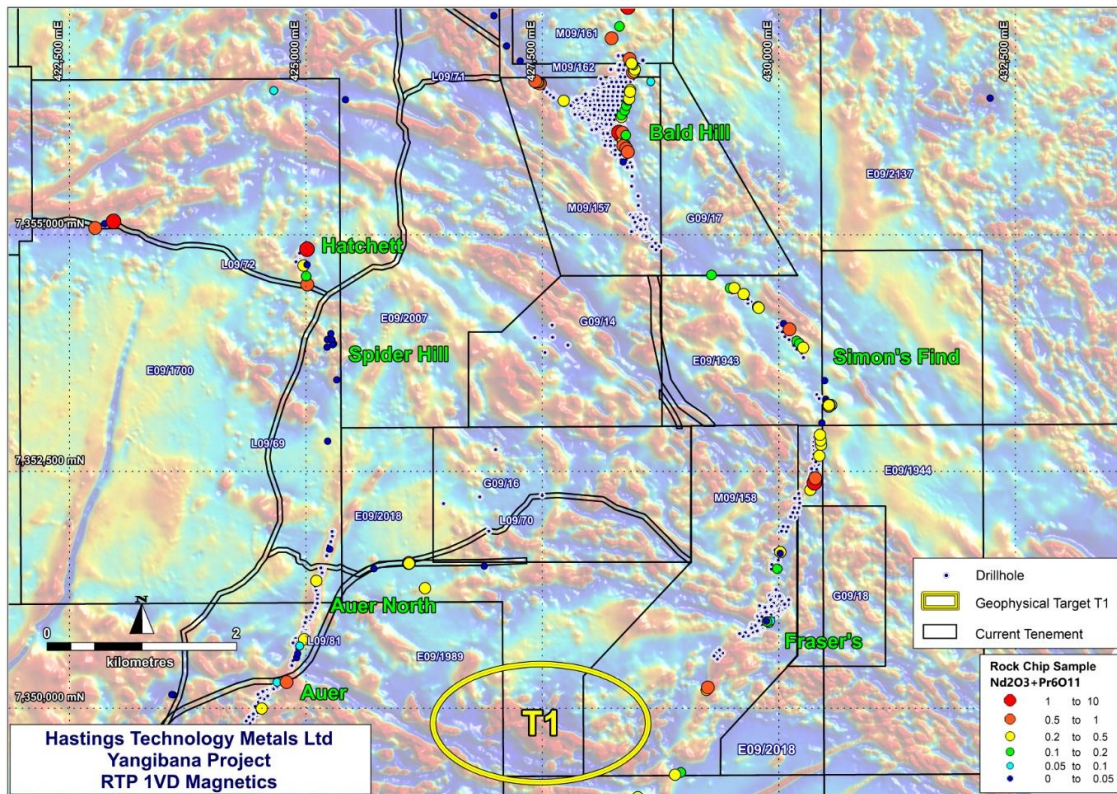 422,500 mE
425,000 mE
427,500 mE
430,000 mE
432,500 mE
M09/161
M09/162
L09/71
Bald Hill
E09/2137
M09/157
G09/17
7,355,000 mN
Hatchett
L09/72
E09/2007
G09/14
Spider Hill
E09/1943
Simon's Find
E09/1700
L09/69
7,352,500 mN
G09/16
M09/158
E09/1944
E09/2018
L09/70
Auer North
G09/18
L09/81
E09/1989
Fraser's
Auer
7,350,000 mN
T1
E09/2018
N
0 2
kilometres
Hastings Technology Metals Ltd
Yangibana Project
RTP 1VD Magnetics
Drillhole
Geophysical Target T1
Current Tenement
Rock Chip Sample
Nd2O3+Pr6O11
1 to 10
0.5 to 1
0.2 to 0.5
0.1 to 0.2
0.05 to 0.1
0 to 0.05